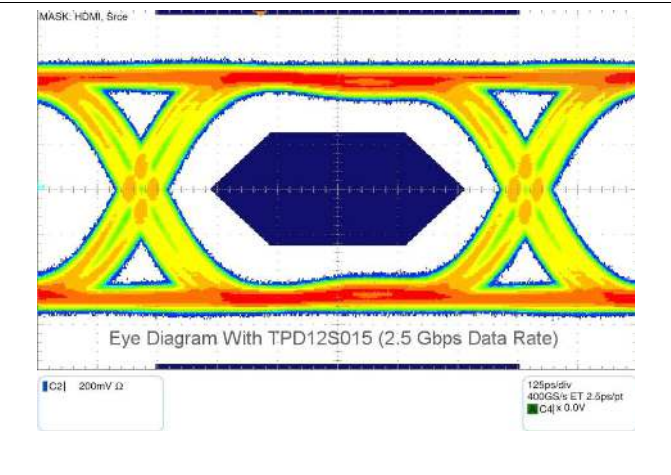 MASK: HDMI, Srce
Eye Diagram With TPD12S015 (2.5 Gbps Data Rate)
C2 200mV Ω
125ps/div
400GS/s ET 2.5ps/pt
A C4 x 0.0V